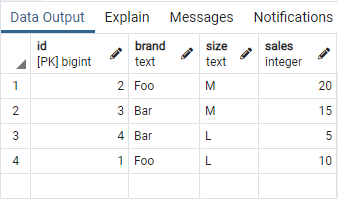 Data Output Explain Messages Notifications
id brand size sales
[PK] bigint text text integer
1 2 Foo M 20
2 3 Bar M 15
3 4 Bar L 5
4 1 Foo L 10